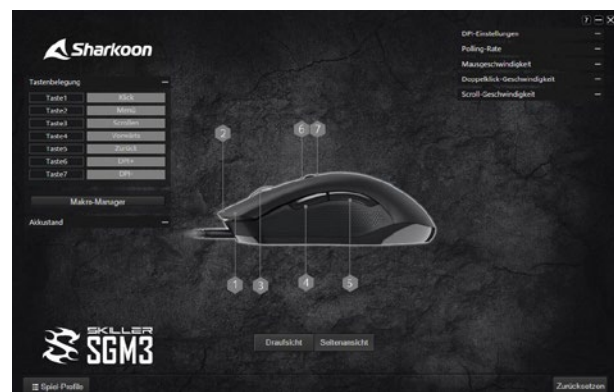 ? — X
Sharkoon
DPI-Einstellungen —
Polling-Rate —
Mausgeschwindigkeit —
Doppelklick-Geschwindigkeit —
Scroll-Geschwindigkeit —
Tastenbelegung —
Taste1 Klick
Taste2 Menü
Taste3 Scrollen
Taste4 Vorwärts
Taste5 Zurück
Taste6 DPI+
Taste7 DPI-
Makro-Manager
Akkustand —
2 6 7
1 3 4 5
SKILLER
SGM3
Draufsicht Seitenansicht
Spiel-Profile Zurücksetzen